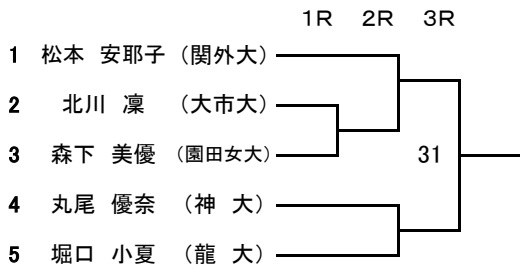 1R 2R 3R
1 松本 安耶子 (関外大)
2 北川 凜 (大市大)
3 森下 美優 (園田女大) 31
4 丸尾 優奈 (神 大)
5 堀口 小夏 (龍 大)